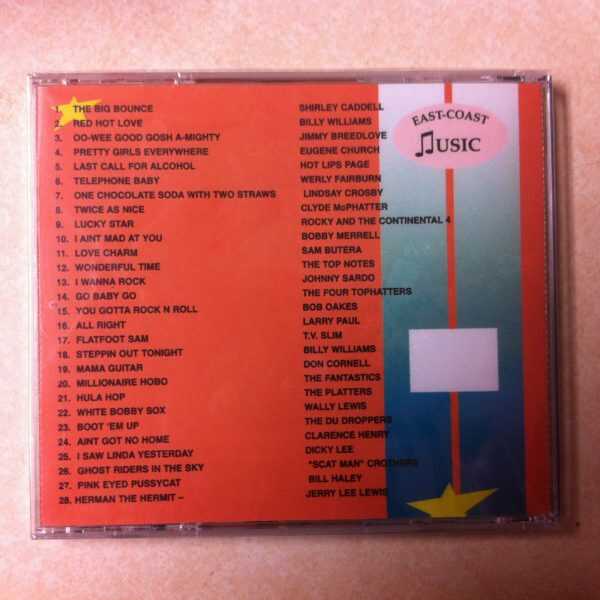 1. THE BIG BOUNCE SHIRLEY CADDELL
2. RED HOT LOVE BILLY WILLIAMS
3. OO-WEE GOOD GOSH A-MIGHTY JIMMY BREEDLOVE
4. PRETTY GIRLS EVERYWHERE EUGENE CHURCH
5. LAST CALL FOR ALCOHOL HOT LIPS PAGE
6. TELEPHONE BABY WERLY FAIRBURN
7. ONE CHOCOLATE SODA WITH TWO STRAWS LINDSAY CROSBY
8. TWICE AS NICE CLYDE McPHATTER
9. LUCKY STAR ROCKY AND THE CONTINENTAL 4
10. I AINT MAD AT YOU BOBBY MERRELL
11. LOVE CHARM SAM BUTERA
12. WONDERFUL TIME THE TOP NOTES
13. I WANNA ROCK JOHNNY SARDO
14. GO BABY GO THE FOUR TOPHATTERS
15. YOU GOTTA ROCK N ROLL BOB OAKES
16. ALL RIGHT LARRY PAUL
17. FLATFOOT SAM T.V. SLIM
18. STEPPIN OUT TONIGHT BILLY WILLIAMS
19. MAMA GUITAR DON CORNELL
20. MILLIONAIRE HOBO THE FANTASTICS
21. HULA HOP THE PLATTERS
22. WHITE BOBBY SOX WALLY LEWIS
23. BOOT 'EM UP THE DU DROPPERS
24. AINT GOT NO HOME CLARENCE HENRY
25. I SAW LINDA YESTERDAY DICKY LEE
26. GHOST RIDERS IN THE SKY "SCAT MAN" CROTHERS
27. PINK EYED PUSSYCAT BILL HALEY
28. HERMAN THE HERMIT – JERRY LEE LEWIS
EAST-COAST
MUSIC